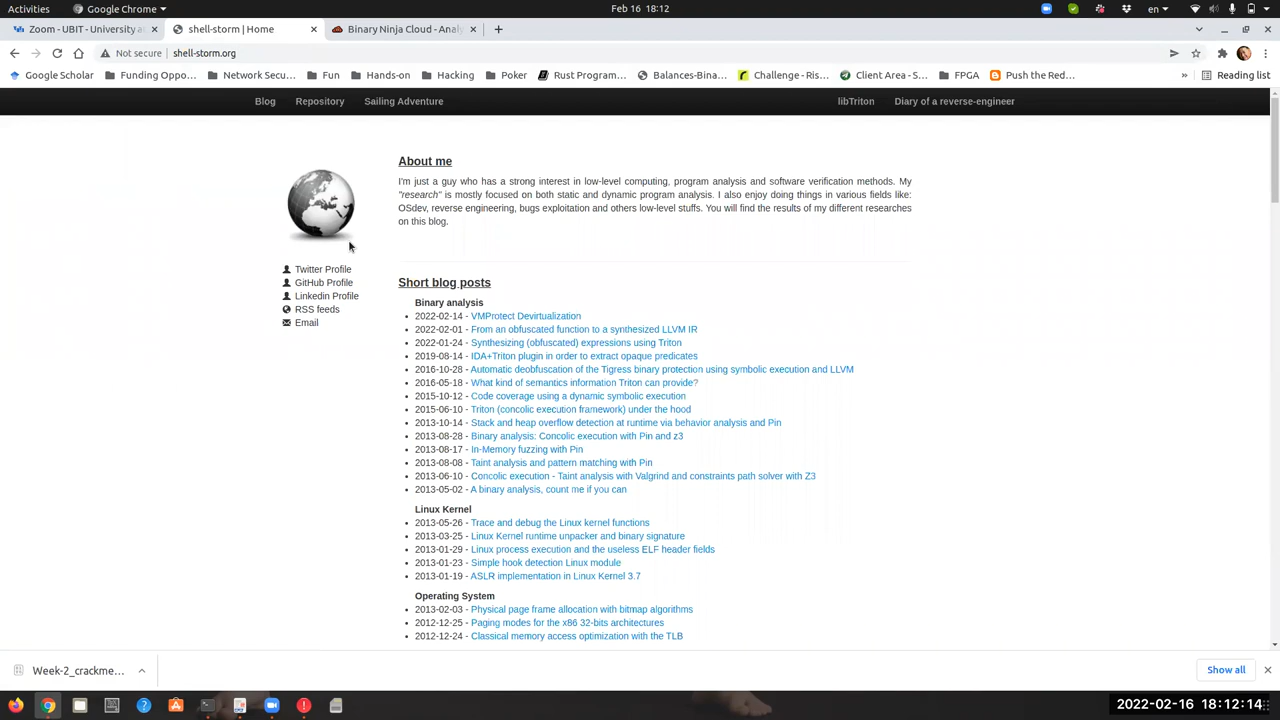 Activities
Google Chrome
Feb 16 18:12
en
Zoom - UBIT - University a
shell-storm | Home
Binary Ninja Cloud - Analy
Not secure
shell-storm.org
Google Scholar
Funding Oppo...
Network Secu...
Fun
Hands-on
Hacking
Poker
Rust Program...
Balances-Bina...
Challenge - Ris...
Client Area - S...
FPGA
Push the Red...
»
Reading list
Blog
Repository
Sailing Adventure
libTriton
Diary of a reverse-engineer
About me
I'm just a guy who has a strong interest in low-level computing, program analysis and software verification methods. My
"research" is mostly focused on both static and dynamic program analysis. I also enjoy doing things in various fields like:
OSdev, reverse engineering, bugs exploitation and others low-level stuffs. You will find the results of my different researches
on this blog.
Twitter Profile
GitHub Profile
Linkedin Profile
RSS feeds
Email
Short blog posts
Binary analysis
2022-02-14 - VMProtect Devirtualization
2022-02-01 - From an obfuscated function to a synthesized LLVM IR
2022-01-24 - Synthesizing (obfuscated) expressions using Triton
2019-08-14 - IDA+Triton plugin in order to extract opaque predicates
2016-10-28 - Automatic deobfuscation of the Tigress binary protection using symbolic execution and LLVM
2016-05-18 - What kind of semantics information Triton can provide?
2015-10-12 - Code coverage using a dynamic symbolic execution
2015-06-10 - Triton (concolic execution framework) under the hood
2013-10-14 - Stack and heap overflow detection at runtime via behavior analysis and Pin
2013-08-28 - Binary analysis: Concolic execution with Pin and z3
2013-08-17 - In-Memory fuzzing with Pin
2013-08-08 - Taint analysis and pattern matching with Pin
2013-06-10 - Concolic execution - Taint analysis with Valgrind and constraints path solver with Z3
2013-05-02 - A binary analysis, count me if you can
Linux Kernel
2013-05-26 - Trace and debug the Linux kernel functions
2013-03-25 - Linux Kernel runtime unpacker and binary signature
2013-01-29 - Linux process execution and the useless ELF header fields
2013-01-23 - Simple hook detection Linux module
2013-01-19 - ASLR implementation in Linux Kernel 3.7
Operating System
2013-02-03 - Physical page frame allocation with bitmap algorithms
2012-12-25 - Paging modes for the x86 32-bits architectures
2012-12-24 - Classical memory access optimization with the TLB
Week-2_crackme...
Show all
2022-02-16 18:12:14